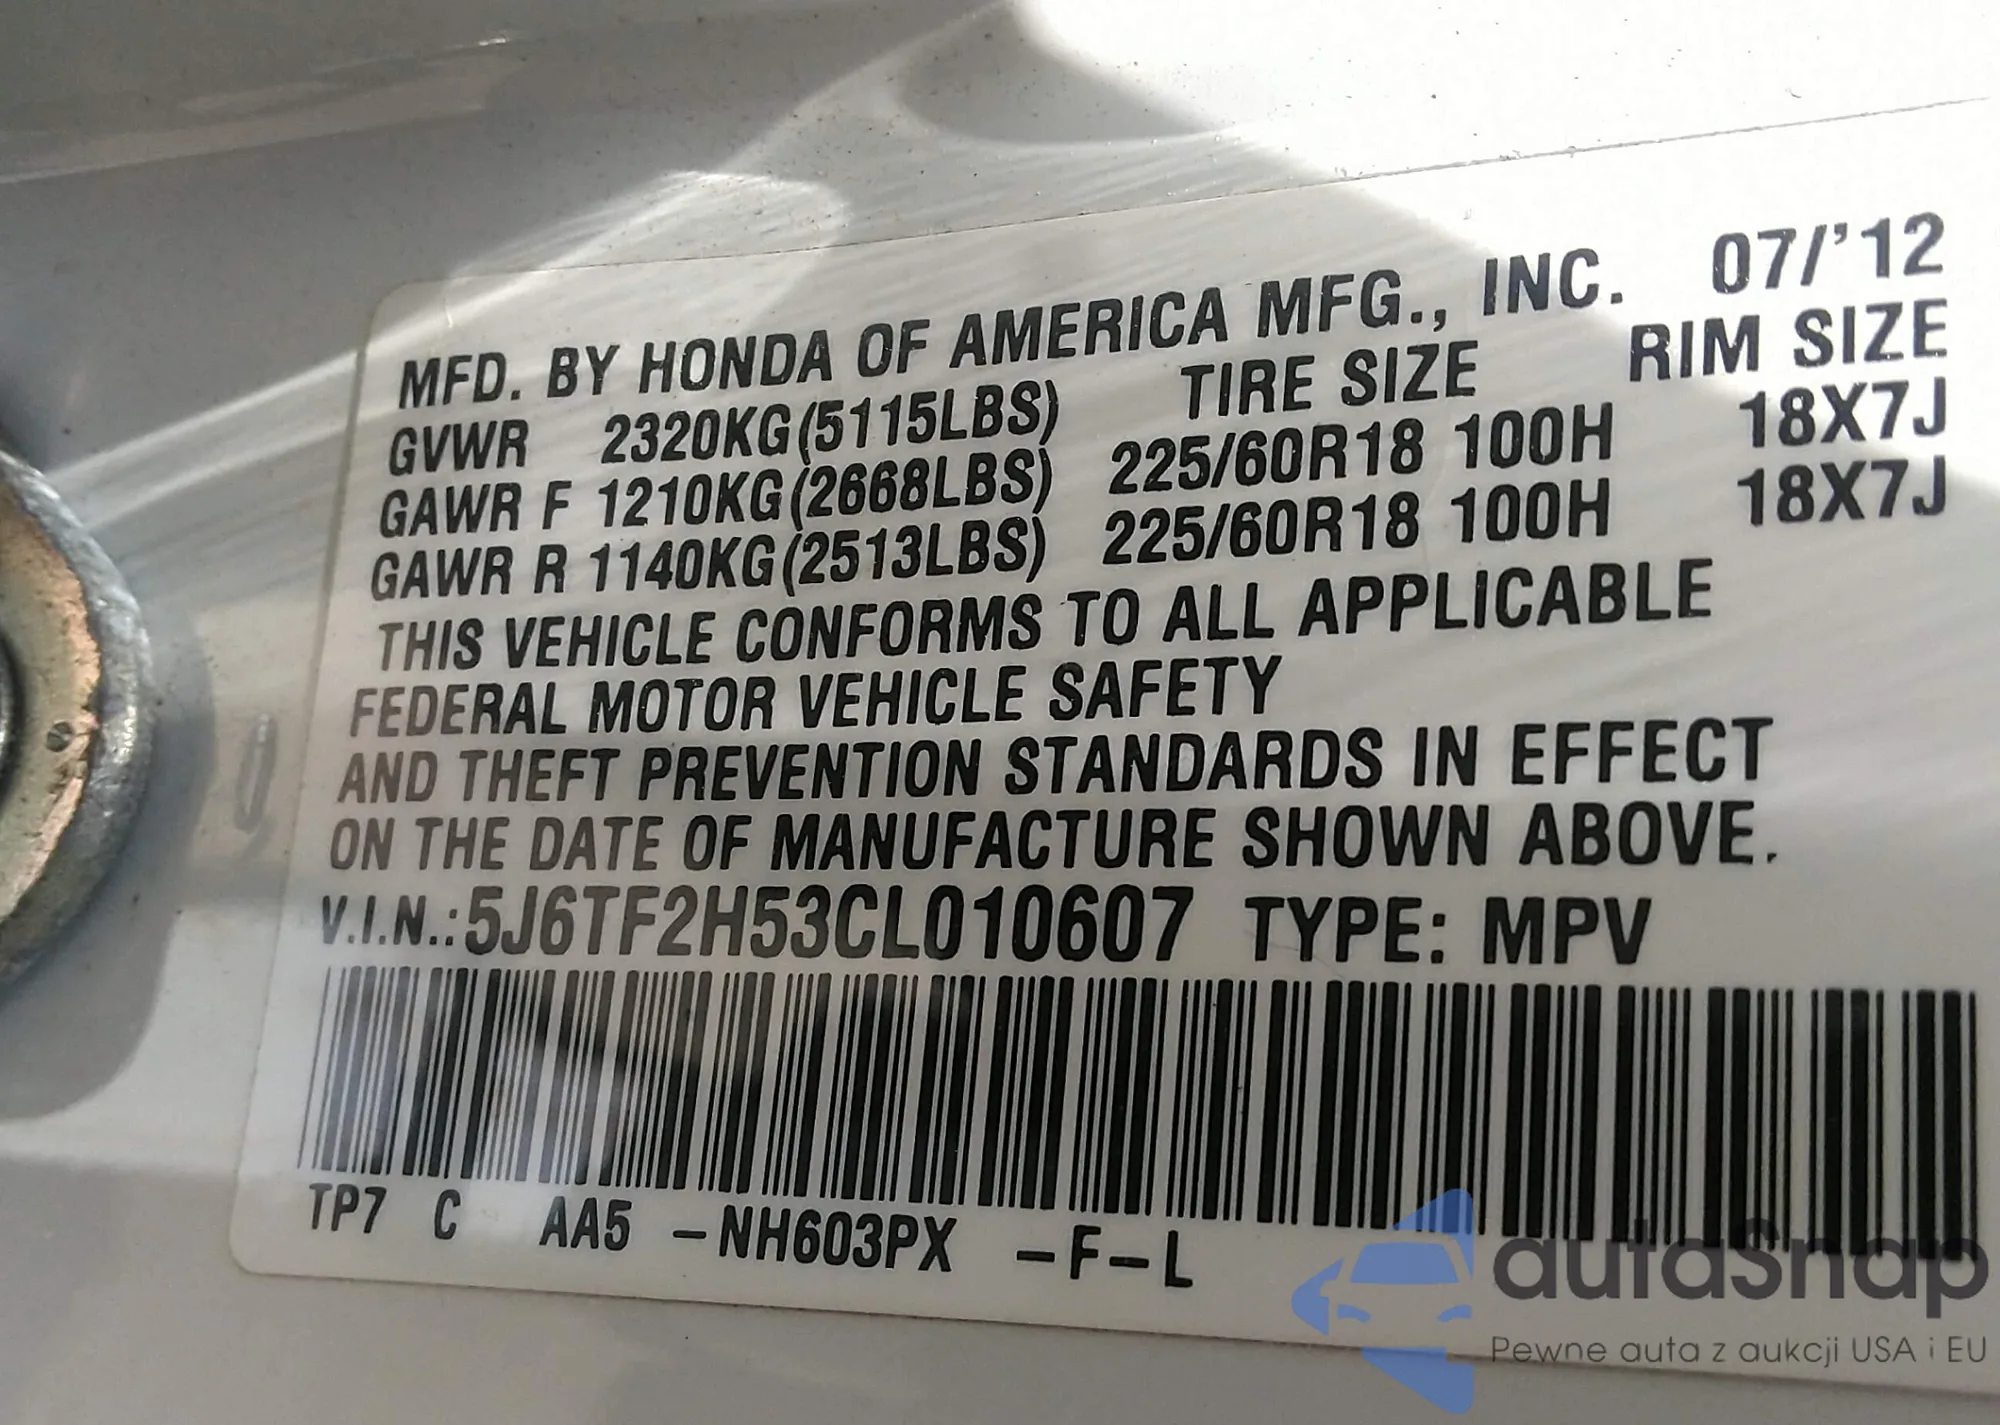 MFD. BY HONDA OF AMERICA MFG., INC. 07/'12
GVWR 2320KG(5115LBS) TIRE SIZE RIM SIZE
GAWR F 1210KG(2668LBS) 225/60R18 100H 18X7J
GAWR R 1140KG(2513LBS) 225/60R18 100H 18X7J
THIS VEHICLE CONFORMS TO ALL APPLICABLE
FEDERAL MOTOR VEHICLE SAFETY
AND THEFT PREVENTION STANDARDS IN EFFECT
ON THE DATE OF MANUFACTURE SHOWN ABOVE.
V.I.N.: 5J6TF2H53CL010607 TYPE: MPV
TP7 C AA5 -NH603PX -F-L
autaSnap
Pewne auta z aukcji USA i EU